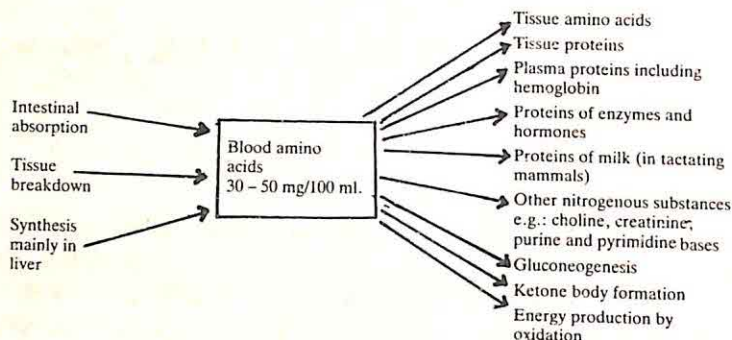 Intestinal
absorption
Tissue
breakdown
Synthesis
mainly in
liver
Blood amino
acids
30 – 50 mg/100 ml.
Tissue amino acids
Tissue proteins
Plasma proteins including
hemoglobin
Proteins of enzymes and
hormones
Proteins of milk (in tactating
mammals)
Other nitrogenous substances
e.g.: choline, creatinine,
purine and pyrimidine bases
Gluconeogenesis
Ketone body formation
Energy production by
oxidation